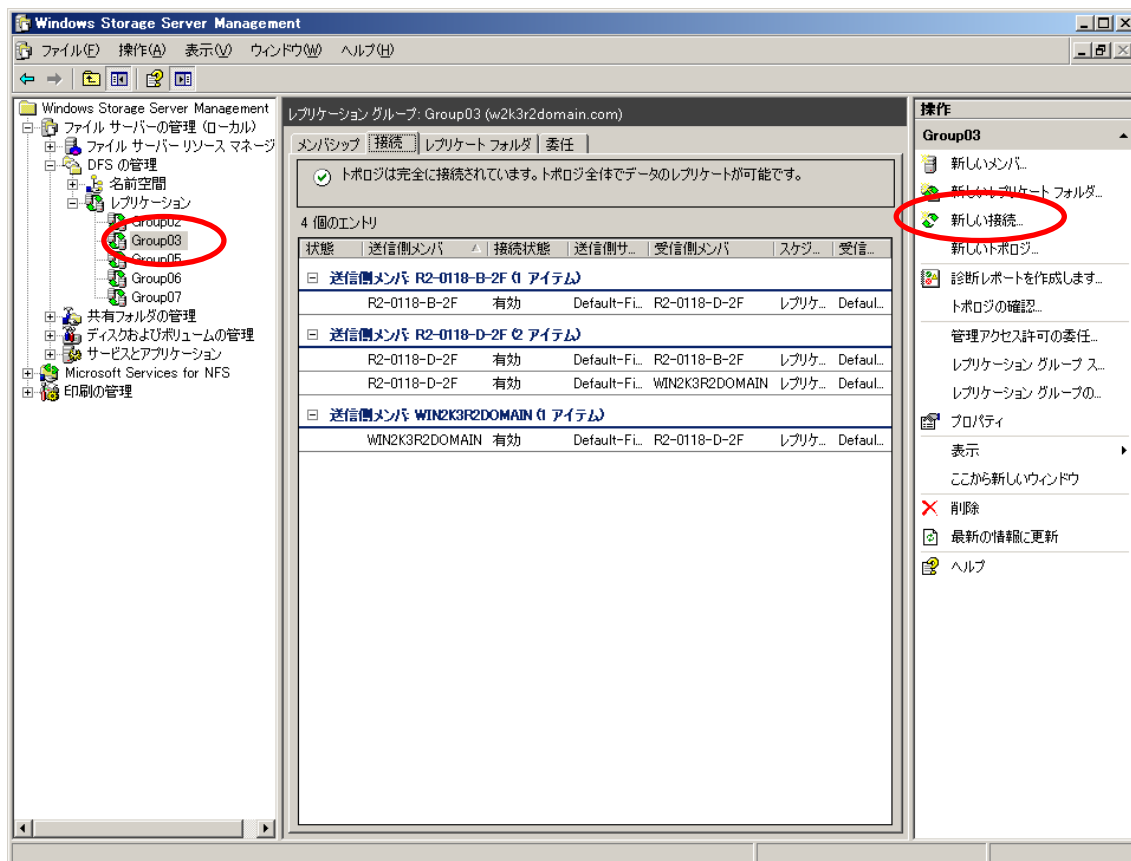 Windows Storage Server Management
ファイル(F) 操作(A) 表示(V) ウィンドウ(W) ヘルプ(H)
Windows Storage Server Management
ファイル サーバーの管理 (ローカル)
ファイル サーバー リソース マネージ
DFS の管理
名前空間
レプリケーション
Group02
Group03
Group05
Group06
Group07
共有フォルダの管理
ディスクおよびボリュームの管理
サービスとアプリケーション
Microsoft Services for NFS
印刷の管理
レプリケーション グループ: Group03 (w2k3r2domain.com)
メンバシップ 接続 レプリケート フォルダ 委任
トポロジは完全に接続されています。トポロジ全体でデータのレプリケートが可能です。
4 個のエントリ
状態 送信側メンバ 接続状態 送信側サ... 受信側メンバ スケジ... 受信...
送信側メンバ: R2-0118-B-2F (1 アイテム)
R2-0118-B-2F 有効 Default-Fi... R2-0118-D-2F レプリケ... Defaul...
送信側メンバ: R2-0118-D-2F (2 アイテム)
R2-0118-D-2F 有効 Default-Fi... R2-0118-B-2F レプリケ... Defaul...
R2-0118-D-2F 有効 Default-Fi... WIN2K3R2DOMAIN レプリケ... Defaul...
送信側メンバ: WIN2K3R2DOMAIN (1 アイテム)
WIN2K3R2DOMAIN 有効 Default-Fi... R2-0118-D-2F レプリケ... Defaul...
操作
Group03
新しいメンバ...
新しいレプリケート フォルダ...
新しい接続...
新しいトポロジ...
診断レポートを作成します...
トポロジの確認...
管理アクセス許可の委任...
レプリケーション グループ ス...
レプリケーション グループの...
プロパティ
表示
ここから新しいウィンドウ
削除
最新の情報に更新
ヘルプ